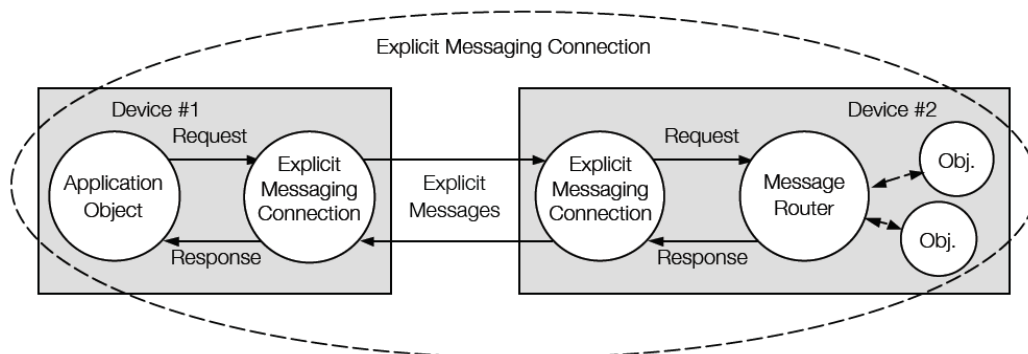 Explicit Messaging Connection
Device #1
Device #2
Request
Request
Application
Object
Explicit
Messaging
Connection
Explicit
Messages
Explicit
Messaging
Connection
Message
Router
Obj.
Obj.
Response
Response